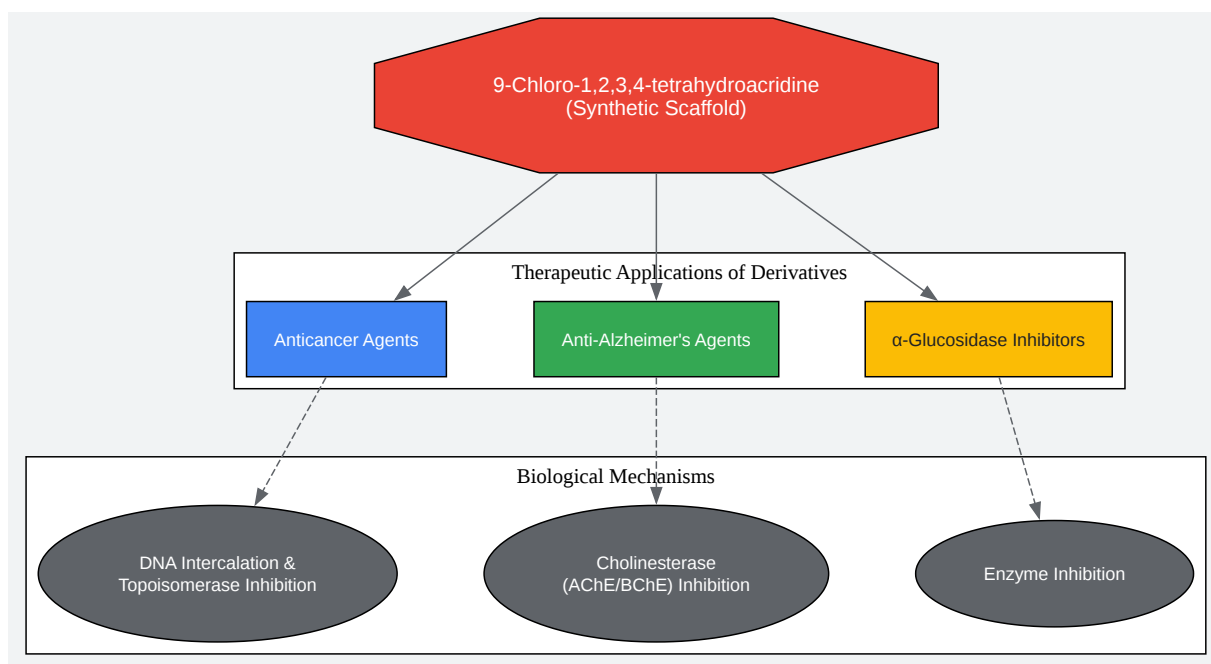 9-Chloro-1,2,3,4-tetrahydroacridine
(Synthetic Scaffold)
Therapeutic Applications of Derivatives
Anticancer Agents
Anti-Alzheimer's Agents
α-Glucosidase Inhibitors
Biological Mechanisms
DNA Intercalation &
Topoisomerase Inhibition
Cholinesterase
(AChE/BChE) Inhibition
Enzyme Inhibition